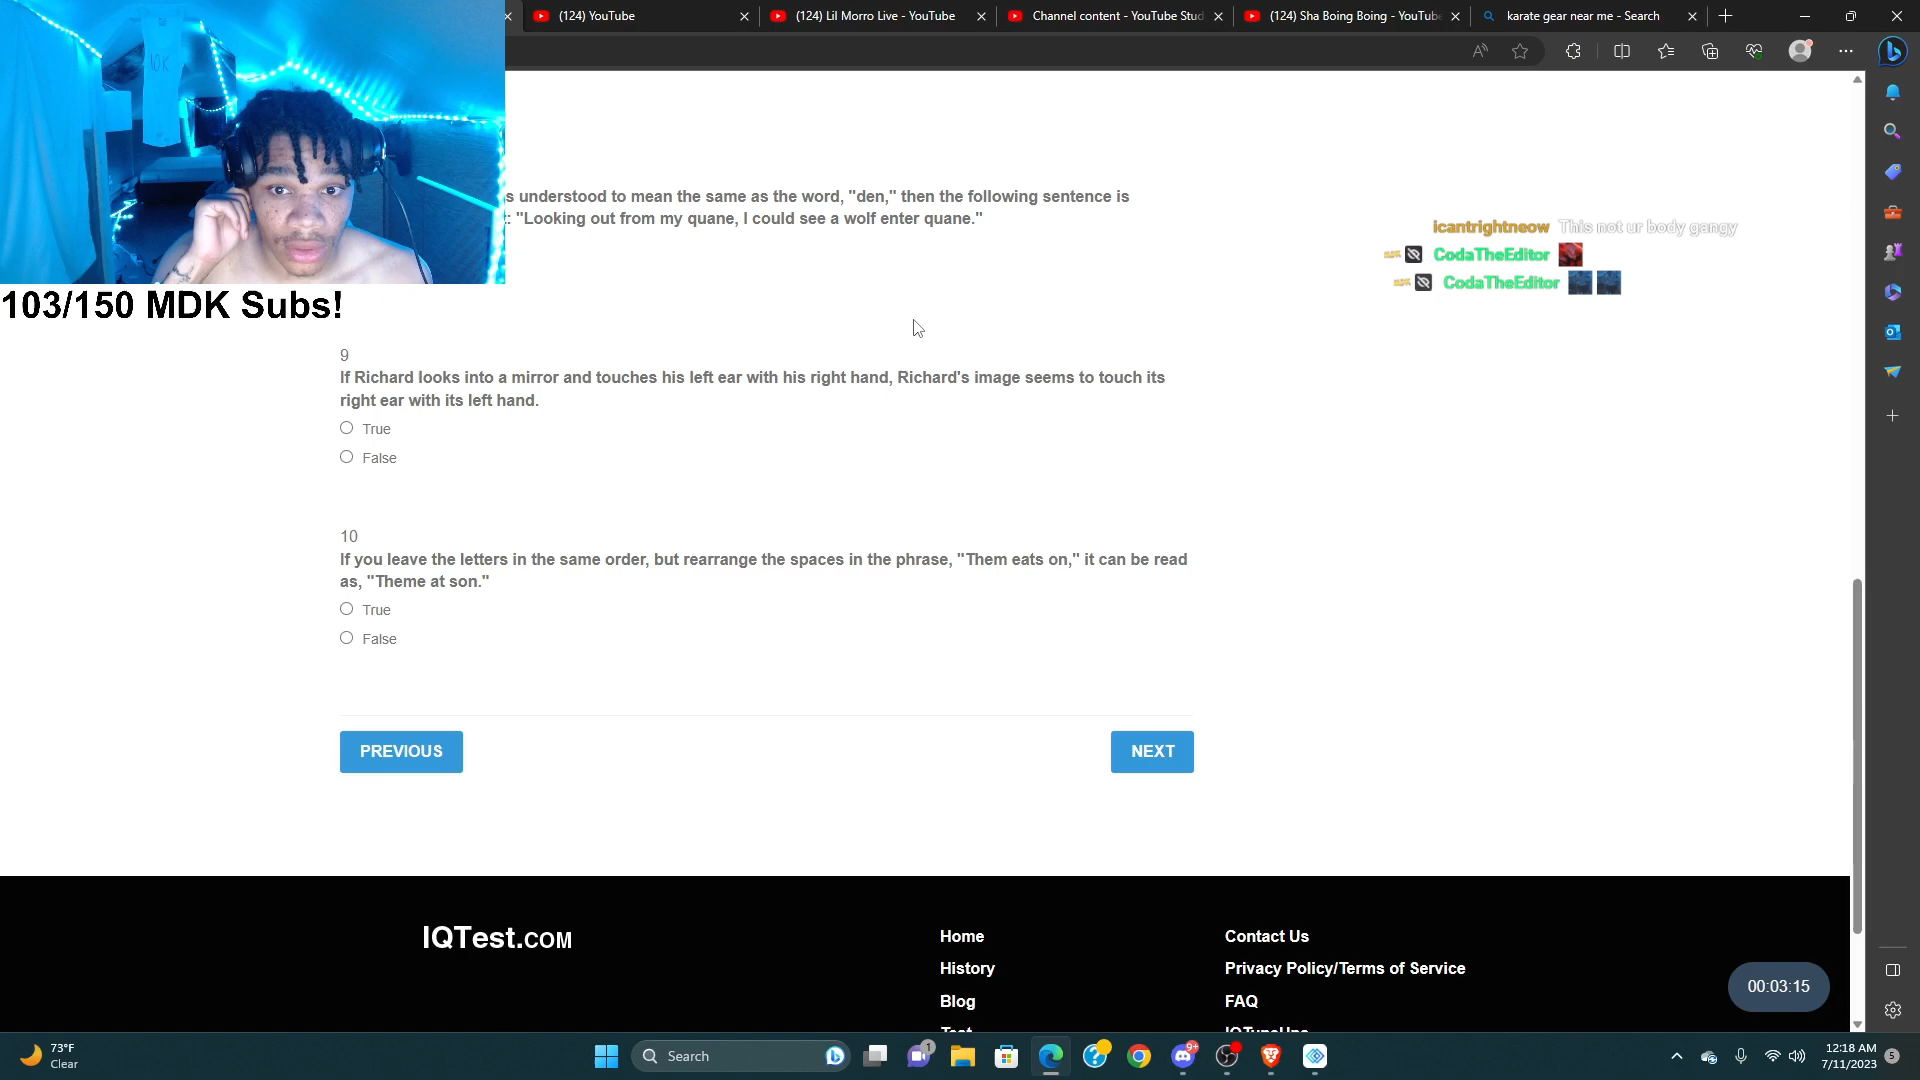 (124) YouTube
(124) Lil Morro Live - YouTube
Channel content - YouTube Stud
(124) Sha Boing Boing - YouTube
karate gear near me - Search
10K
s understood to mean the same as the word, "den," then the following sentence is
: "Looking out from my quane, I could see a wolf enter quane."
icantrightneow This not ur body gangy
CodaTheEditor
CodaTheEditor
103/150 MDK Subs!
9
If Richard looks into a mirror and touches his left ear with his right hand, Richard's image seems to touch its
right ear with its left hand.
True
False
10
If you leave the letters in the same order, but rearrange the spaces in the phrase, "Them eats on," it can be read
as, "Theme at son."
True
False
PREVIOUS
NEXT
IQTest.COM
Home
Contact Us
History
Privacy Policy/Terms of Service
Blog
FAQ
00:03:15
Test
IQTuneUps
73°F
Clear
Search
1
9+
12:18 AM
7/11/2023
5